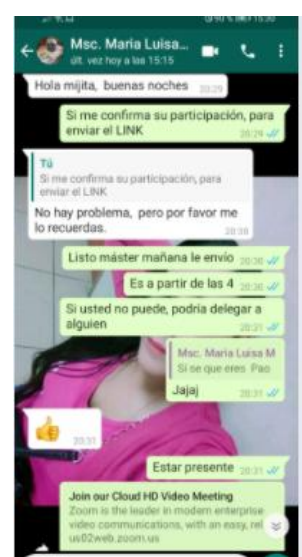 Msc. Maria Luisa...
últ. vez hoy a las 15:15
Hola mijita, buenas noches 20:29
Si me confirma su participación, para
enviar el LINK
20:29
Tú
Si me confirma su participación, para
enviar el LINK
No hay problema, pero por favor me
lo recuerdas.
20:30
Listo máster mañana le envío 20:30
Es a partir de las 4 20:30
Si usted no puede, podría delegar a
alguien
20:31
Msc. Maria Luisa M
Si se que eres Pao
Jajaj
20:31
20:31
Estar presente 20:31
Join our Cloud HD Video Meeting
Zoom is the leader in modern enterprise
video communications, with an easy, rel
us02web.zoom.us